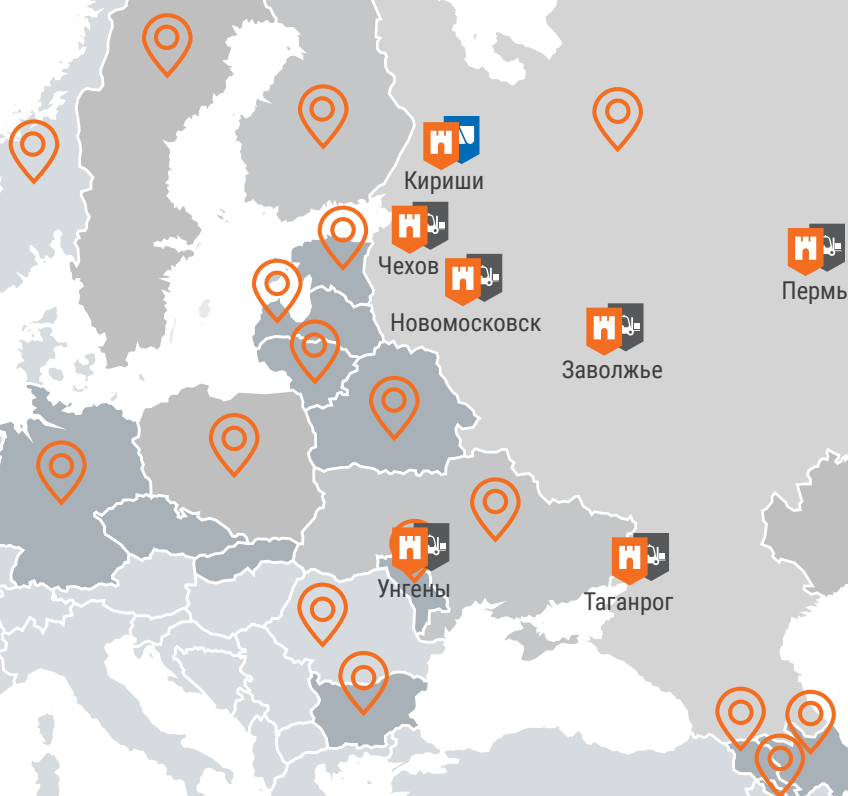 Кириши
Чехов
Пермь
Новомосковск
Заволжье
Унгены
Таганрог